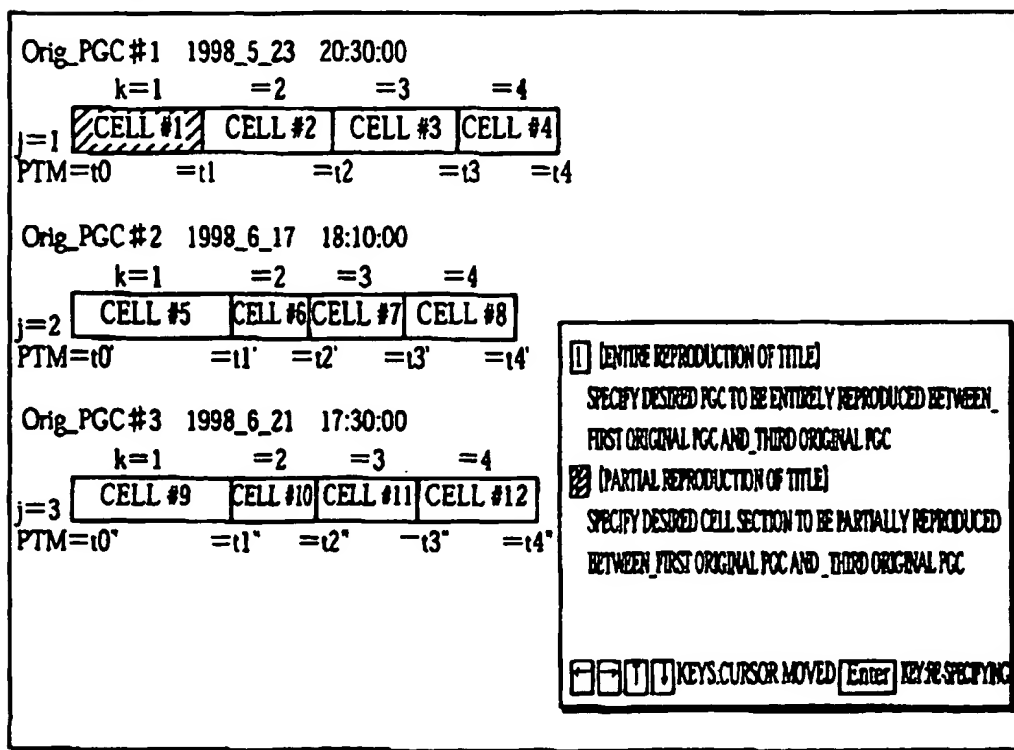 Orig_PGC#1 1998_5_23 20:30:00
k=1 =2 =3 =4
j=1 CELL #1 CELL #2 CELL #3 CELL #4
PTM=t0 =t1 =t2 =t3 =t4
Orig_PGC#2 1998_6_17 18:10:00
k=1 =2 =3 =4
j=2 CELL #5 CELL #6 CELL #7 CELL #8
PTM=t0' =t1' =t2' =t3' =t4'
Orig_PGC#3 1998_6_21 17:30:00
k=1 =2 =3 =4
j=3 CELL #9 CELL #10 CELL #11 CELL #12
PTM=t0" =t1" =t2" =t3" =t4"
1 [ENTIRE REPRODUCTION OF TITLE]
SPECIFY DESIRED PGC TO BE ENTIRELY REPRODUCED BETWEEN_
FIRST ORIGINAL PGC AND_THIRD ORIGINAL PGC
[PARTIAL REPRODUCTION OF TITLE]
SPECIFY DESIRED CELL SECTION TO BE PARTIALLY REPRODUCED
BETWEEN_FIRST ORIGINAL PGC AND _THIRD ORIGINAL PGC
← → ↑ ↓ KEYS:CURSOR MOVED Enter KEY:RE-SPECIFYING